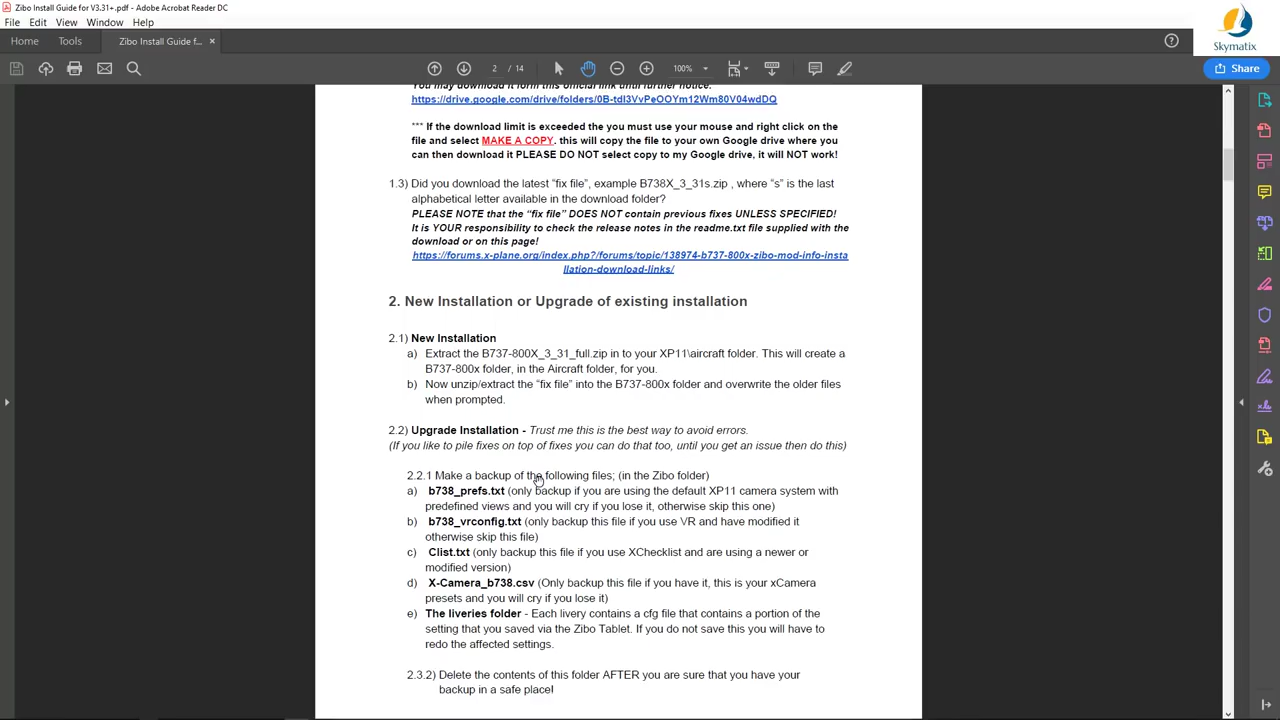 Zibo Install Guide for V3.31+.pdf - Adobe Acrobat Reader DC
File Edit View Window Help
Skymatix
Home Tools Zibo Install Guide f... ×
2 / 14 100% Share
You may download it form this official link until further notice.
https://drive.google.com/drive/folders/0B-tdI3VvPeOOYm12Wm80V04wdDQ
*** If the download limit is exceeded the you must use your mouse and right click on the
file and select MAKE A COPY. this will copy the file to your own Google drive where you
can then download it PLEASE DO NOT select copy to my Google drive, it will NOT work!
1.3) Did you download the latest “fix file”, example B738X_3_31s.zip , where “s” is the last
alphabetical letter available in the download folder?
PLEASE NOTE that the “fix file” DOES NOT contain previous fixes UNLESS SPECIFIED!
It is YOUR responsibility to check the release notes in the readme.txt file supplied with the
download or on this page!
https://forums.x-plane.org/index.php?/forums/topic/138974-b737-800x-zibo-mod-info-insta
llation-download-links/
2. New Installation or Upgrade of existing installation
2.1) New Installation
a) Extract the B737-800X_3_31_full.zip in to your XP11\aircraft folder. This will create a
B737-800x folder, in the Aircraft folder, for you.
b) Now unzip/extract the “fix file” into the B737-800x folder and overwrite the older files
when prompted.
2.2) Upgrade Installation - Trust me this is the best way to avoid errors.
(If you like to pile fixes on top of fixes you can do that too, until you get an issue then do this)
2.2.1 Make a backup of the following files; (in the Zibo folder)
a) b738_prefs.txt (only backup if you are using the default XP11 camera system with
predefined views and you will cry if you lose it, otherwise skip this one)
b) b738_vrconfig.txt (only backup this file if you use VR and have modified it
otherwise skip this file)
c) Clist.txt (only backup this file if you use XChecklist and are using a newer or
modified version)
d) X-Camera_b738.csv (Only backup this file if you have it, this is your xCamera
presets and you will cry if you lose it)
e) The liveries folder - Each livery contains a cfg file that contains a portion of the
setting that you saved via the Zibo Tablet. If you do not save this you will have to
redo the affected settings.
2.3.2) Delete the contents of this folder AFTER you are sure that you have your
backup in a safe place!